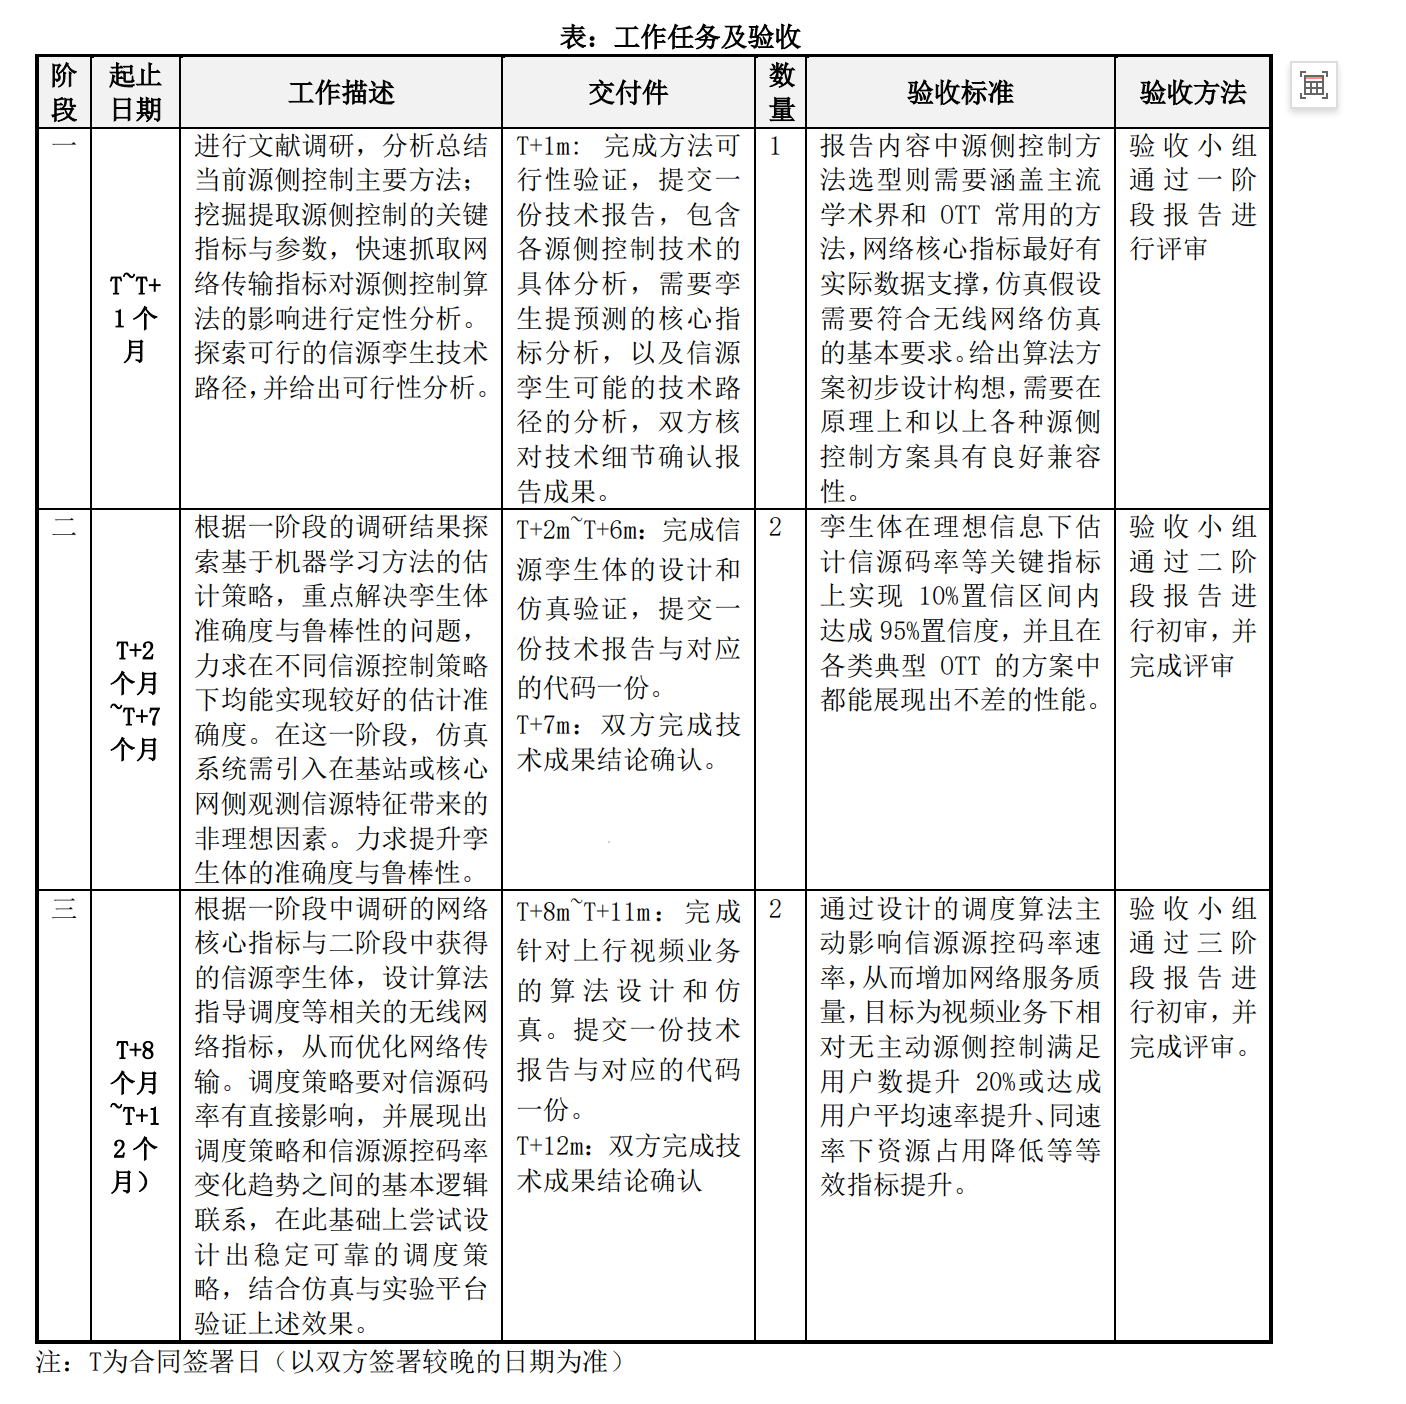 表：工作任务及验收
阶段
起止日期
工作描述
交付件
数量
验收标准
验收方法
一
T~T+
1 个
月
进行文献调研，分析总结
当前源侧控制主要方法；
挖掘提取源侧控制的关键
指标与参数，快速抓取网
络传输指标对源侧控制算
法的影响进行定性分析。
探索可行的信源孪生技术
路径，并给出可行性分析。
T+1m: 完成方法可
行性验证，提交一
份技术报告，包含
各源侧控制技术的
具体分析，需要孪
生提预测的核心指
标分析，以及信源
孪生可能的技术路
径的分析，双方核
对技术细节确认报
告成果。
1
报告内容中源侧控制方
法选型则需要涵盖主流
学术界和 OTT 常用的方
法，网络核心指标最好有
实际数据支撑，仿真假设
需要符合无线网络仿真
的基本要求。给出算法方
案初步设计构想，需要在
原理上和以上各种源侧
控制方案具有良好兼容
性。
验收小组
通过一阶
段报告进
行评审
二
T+2
个月
~T+7
个月
根据一阶段的调研结果探
索基于机器学习方法的估
计策略，重点解决孪生体
准确度与鲁棒性的问题，
力求在不同信源控制策略
下均能实现较好的估计准
确度。在这一阶段，仿真
系统需引入在基站或核心
网侧观测信源特征带来的
非理想因素。力求提升孪
生体的准确度与鲁棒性。
T+2m~T+6m：完成信
源孪生体的设计和
仿真验证，提交一
份技术报告与对应
的代码一份。
T+7m：双方完成技
术成果结论确认。
2
孪生体在理想信息下估
计信源码率等关键指标
上实现 10%置信区间内
达成 95%置信度，并且在
各类典型 OTT 的方案中
都能展现出不差的性能。
验收小组
通过二阶
段报告进
行初审，并
完成评审
三
T+8
个月
~T+1
2 个
月）
根据一阶段中调研的网络
核心指标与二阶段中获得
的信源孪生体，设计算法
指导调度等相关的无线网
络指标，从而优化网络传
输。调度策略要对信源码
率有直接影响，并展现出
调度策略和信源源控码率
变化趋势之间的基本逻辑
联系，在此基础上尝试设
计出稳定可靠的调度策
略，结合仿真与实验平台
验证上述效果。
T+8m~T+11m：完成
针对上行视频业务
的算法设计和仿
真。提交一份技术
报告与对应的代码
一份。
T+12m：双方完成技
术成果结论确认
2
通过设计的调度算法主
动影响信源源控码率速
率，从而增加网络服务质
量，目标为视频业务下相
对无主动源侧控制满足
用户数提升 20%或达成
用户平均速率提升、同速
率下资源占用降低等等
效指标提升。
验收小组
通过三阶
段报告进
行初审，并
完成评审。
注：T为合同签署日（以双方签署较晚的日期为准）